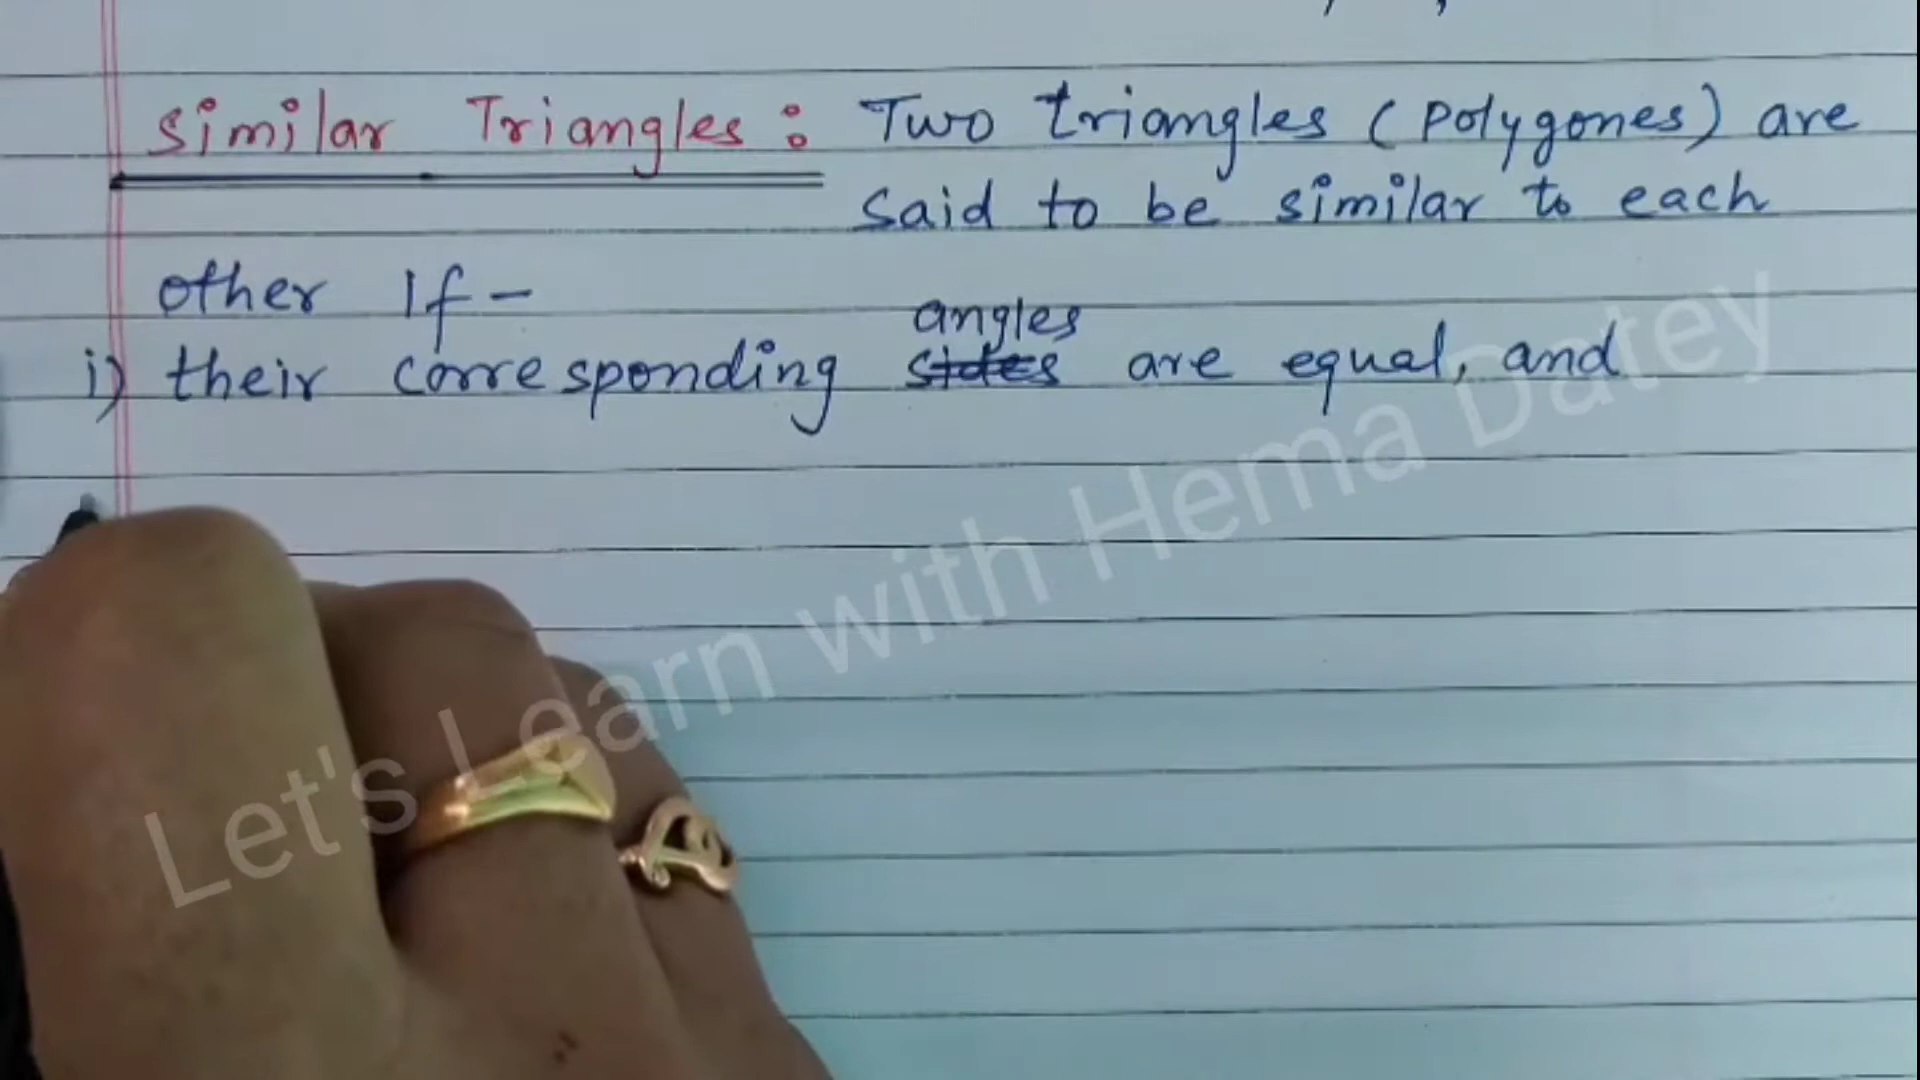 Similar Triangles : Two triangles (Polygones) are
said to be similar to each
other If -
angles
i) their corresponding sides are equal, and
Let's Learn with Hema Datey